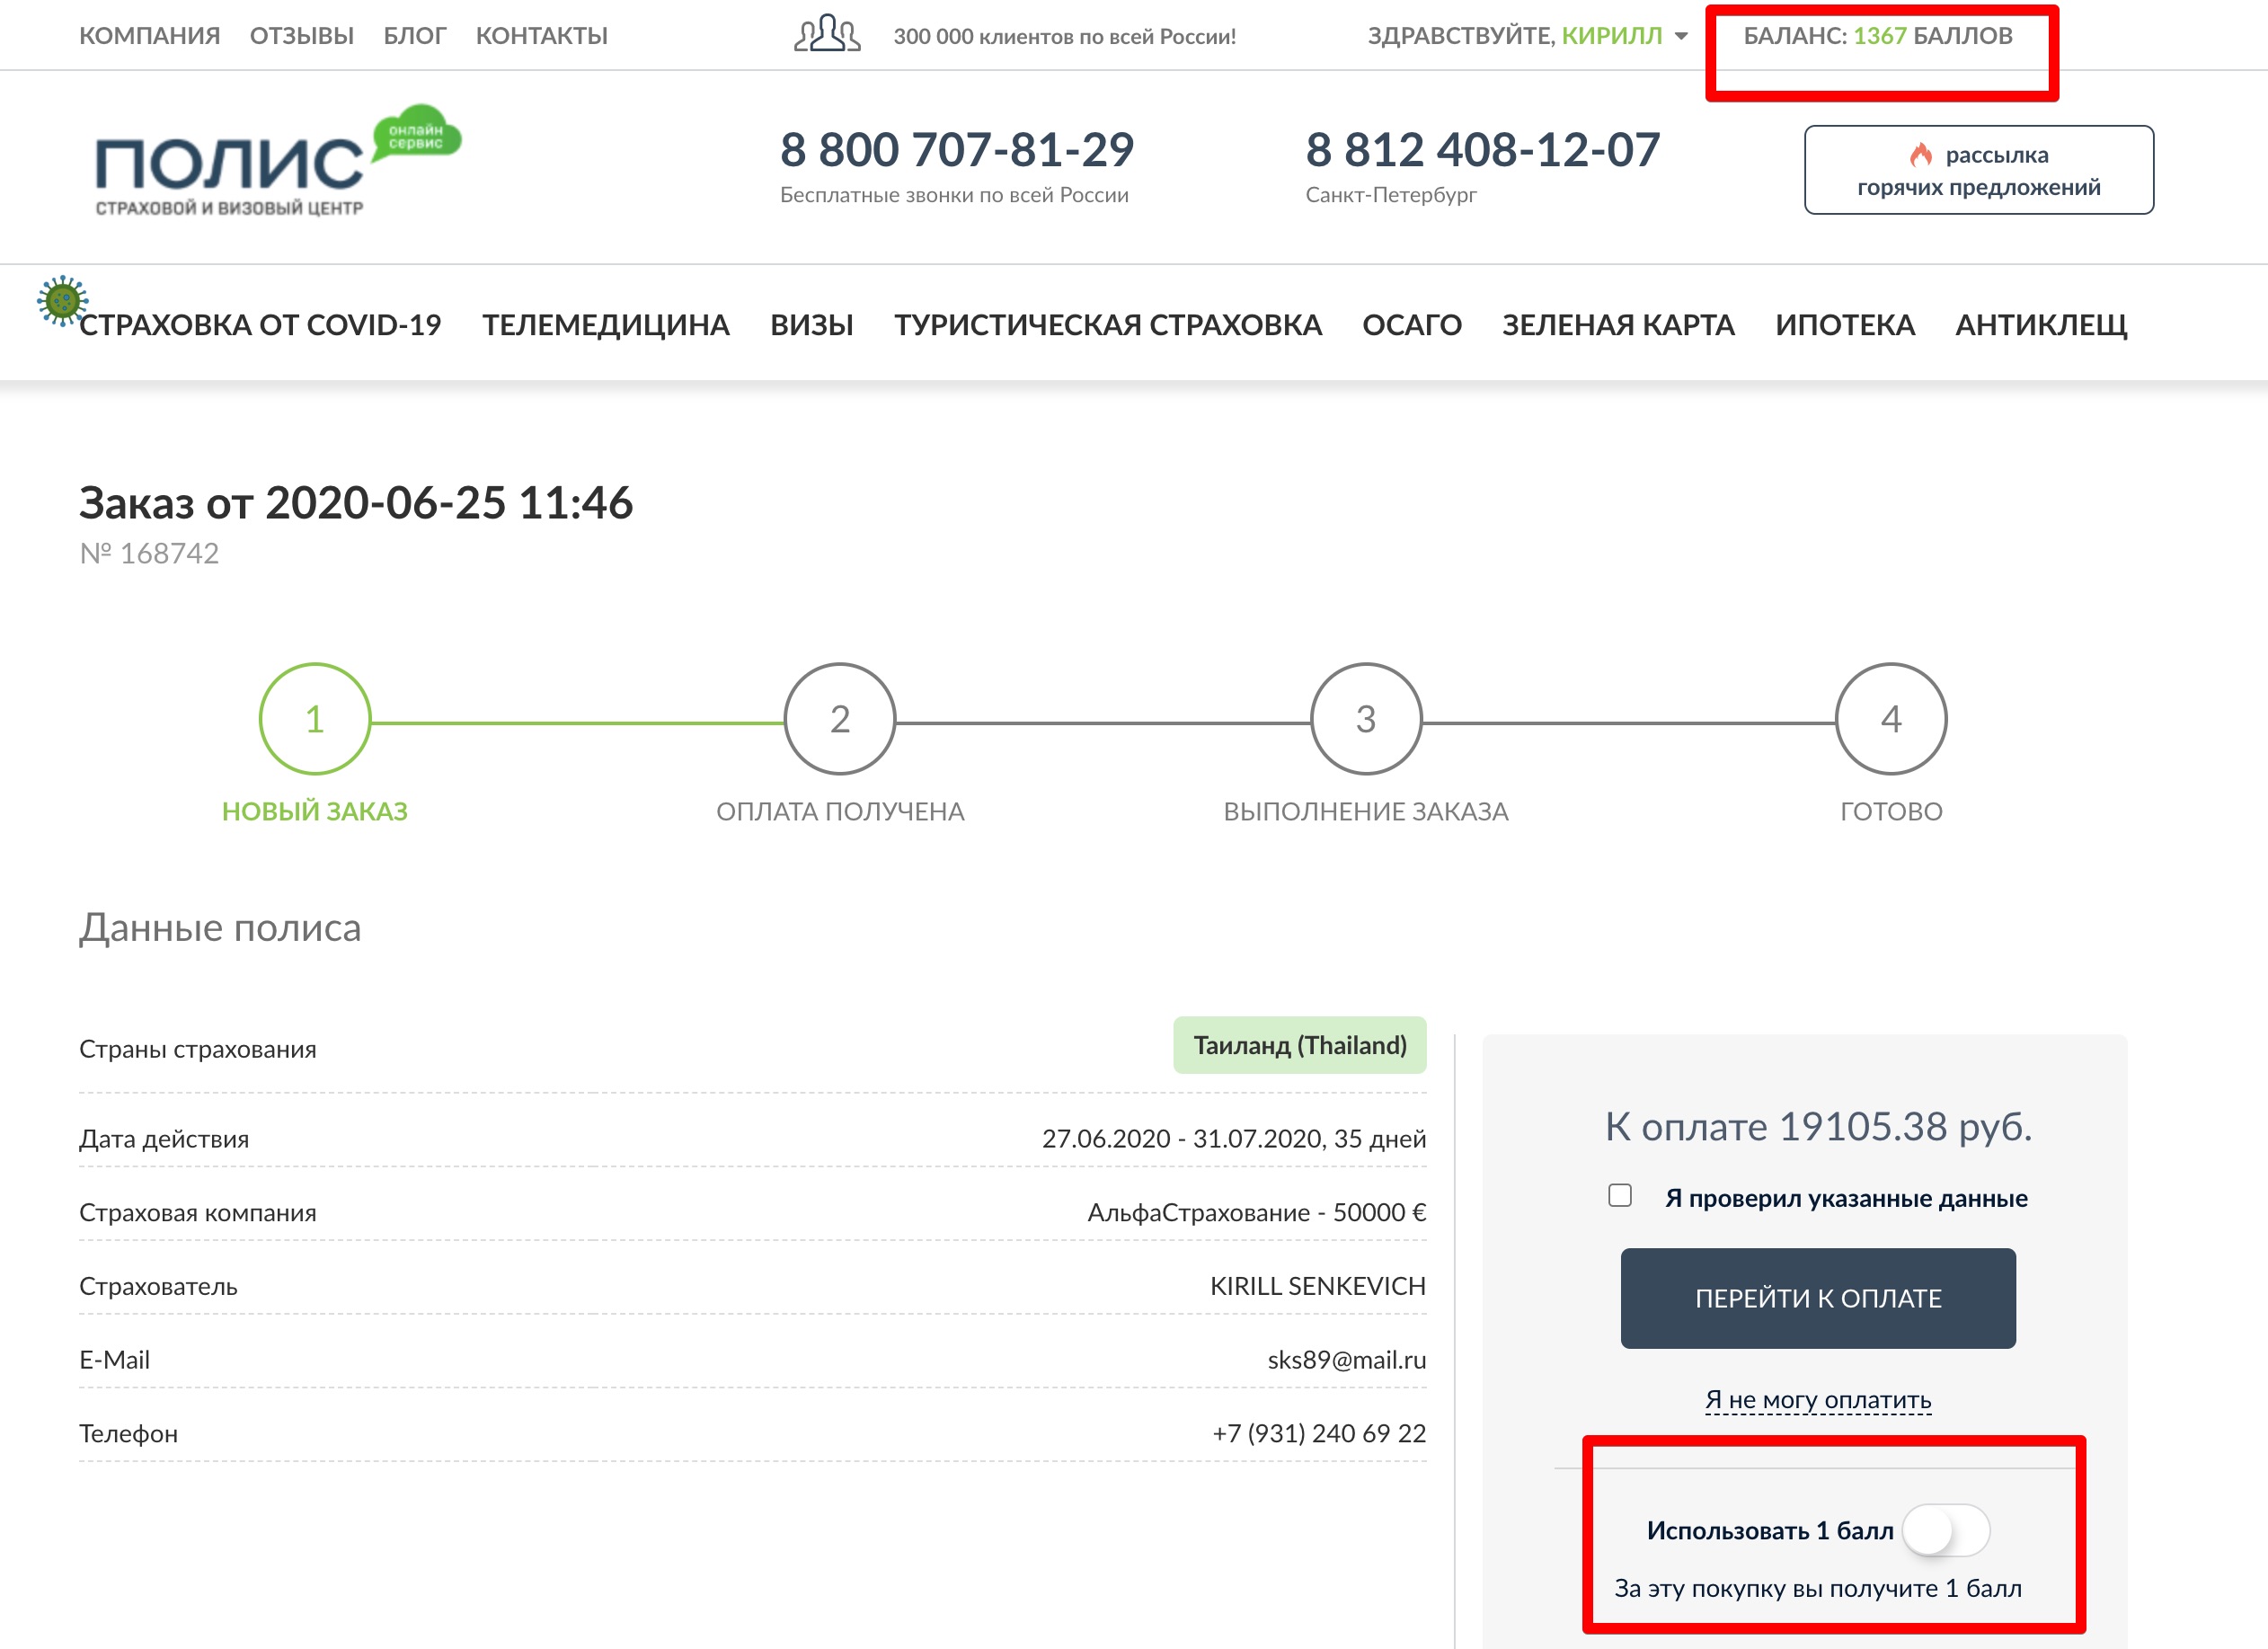 КОМПАНИЯ ОТЗЫВЫ БЛОГ КОНТАКТЫ 300 000 клиентов по всей России! ЗДРАВСТВУЙТЕ, КИРИЛЛ БАЛАНС: 1367 БАЛЛОВ
ПОЛИС
онлайн
сервис
СТРАХОВОЙ И ВИЗОВЫЙ ЦЕНТР
8 800 707-81-29
Бесплатные звонки по всей России
8 812 408-12-07
Санкт-Петербург
рассылка
горячих предложений
СТРАХОВКА ОТ COVID-19 ТЕЛЕМЕДИЦИНА ВИЗЫ ТУРИСТИЧЕСКАЯ СТРАХОВКА ОСАГО ЗЕЛЕНАЯ КАРТА ИПОТЕКА АНТИКЛЕЩ
Заказ от 2020-06-25 11:46
№ 168742
1 2 3 4
НОВЫЙ ЗАКАЗ ОПЛАТА ПОЛУЧЕНА ВЫПОЛНЕНИЕ ЗАКАЗА ГОТОВО
Данные полиса
Страны страхования Таиланд (Thailand)
Дата действия 27.06.2020 - 31.07.2020, 35 дней
Страховая компания АльфаСтрахование - 50000 €
Страхователь KIRILL SENKEVICH
E-Mail sks89@mail.ru
Телефон +7 (931) 240 69 22
К оплате 19105.38 руб.
Я проверил указанные данные
ПЕРЕЙТИ К ОПЛАТЕ
Я не могу оплатить
Использовать 1 балл
За эту покупку вы получите 1 балл